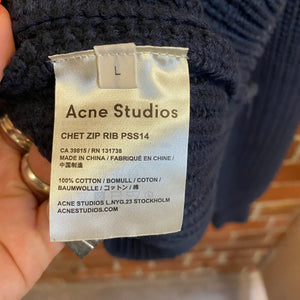 L
Acne Studios
CHET ZIP RIB PSS14
CA 39815 / RN 131738
MADE IN CHINA / FABRIQUÉ EN CHINE /
中国制造
100% COTTON / BOMULL / COTON /
BAUMWOLLE / コットン / 棉
ACNE STUDIOS L.NYG.23 STOCKHOLM
ACNESTUDIOS.COM